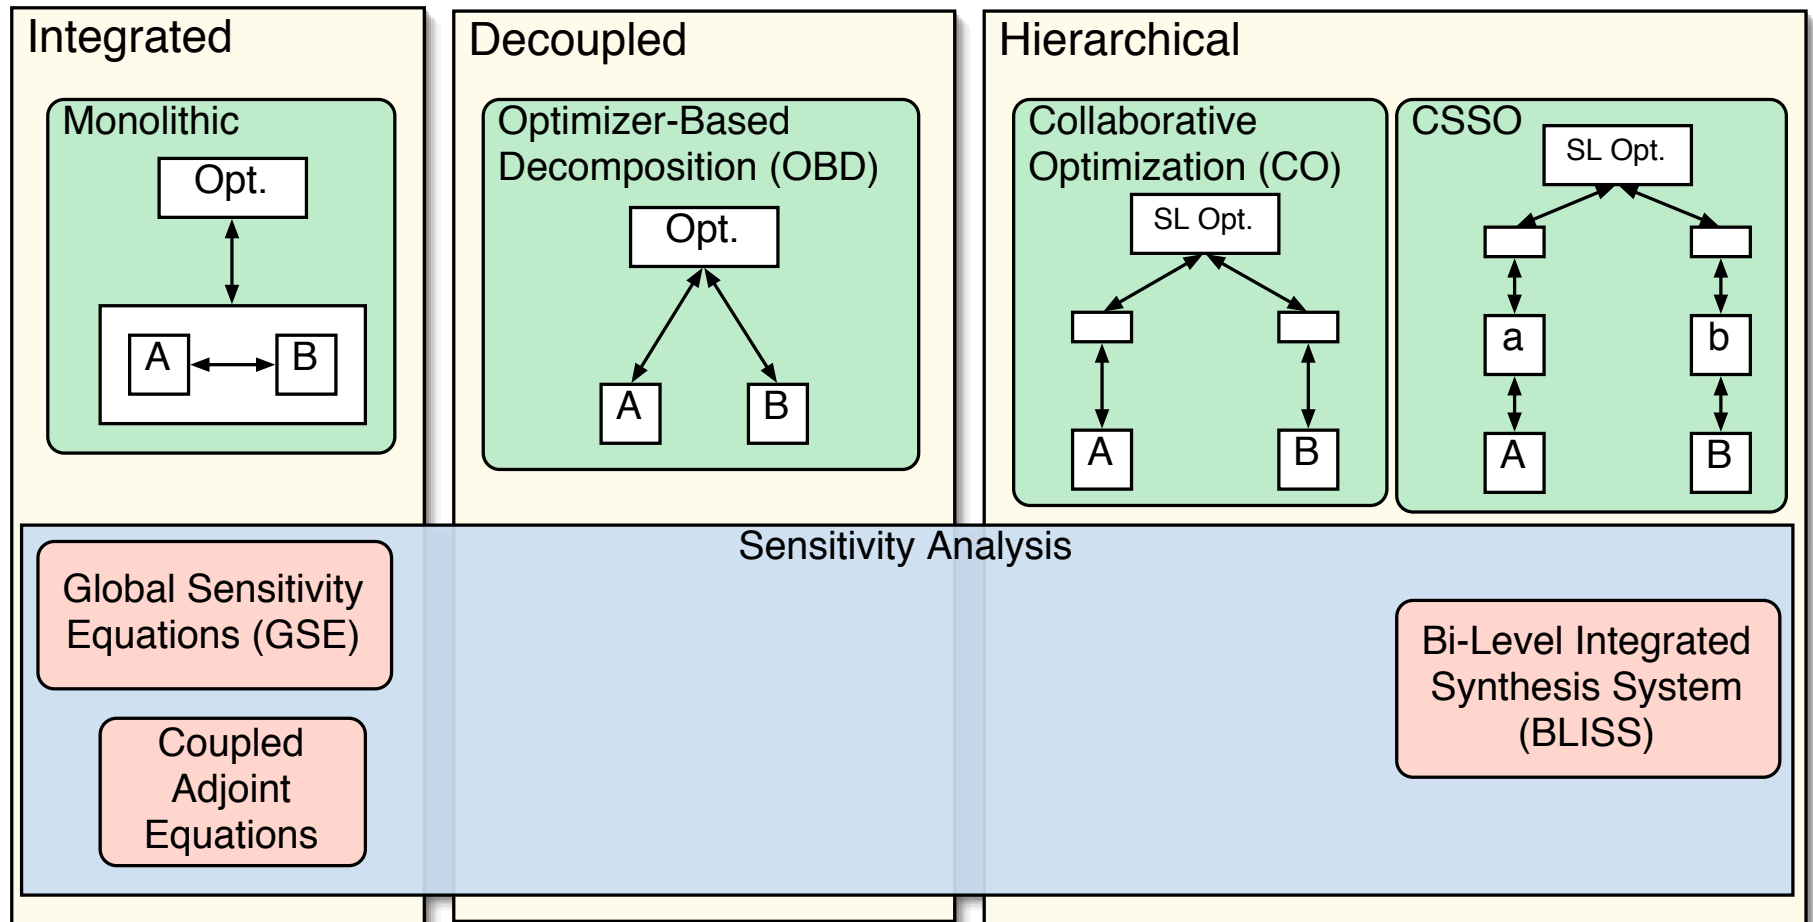 Integrated
Monolithic
Opt.
A
B
Decoupled
Optimizer-Based
Decomposition (OBD)
Opt.
A
B
Hierarchical
Collaborative
Optimization (CO)
SL Opt.
A
B
CSSO
SL Opt.
a
b
A
B
Sensitivity Analysis
Global Sensitivity
Equations (GSE)
Coupled
Adjoint
Equations
Bi-Level Integrated
Synthesis System
(BLISS)